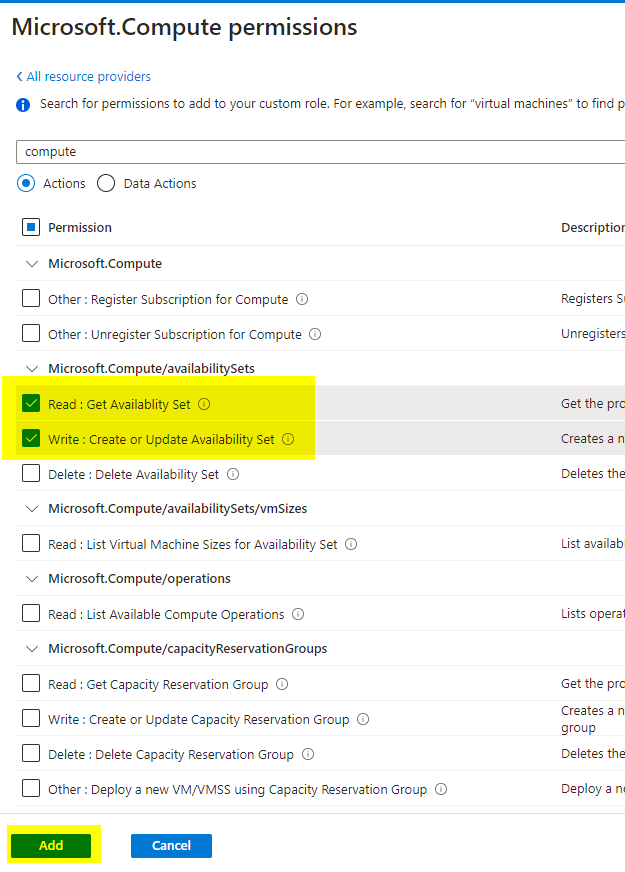 Microsoft.Compute permissions
All resource providers
Search for permissions to add to your custom role. For example, search for "virtual machines" to find p
compute
Actions Data Actions
Permission Description
Microsoft.Compute
Other : Register Subscription for Compute Registers Su
Other : Unregister Subscription for Compute Unregisters
Microsoft.Compute/availabilitySets
Read : Get Availablity Set Get the pro
Write : Create or Update Availability Set Creates a n
Delete : Delete Availability Set Deletes the
Microsoft.Compute/availabilitySets/vmSizes
Read : List Virtual Machine Sizes for Availability Set List availabl
Microsoft.Compute/operations
Read : List Available Compute Operations Lists operat
Microsoft.Compute/capacityReservationGroups
Read : Get Capacity Reservation Group Get the pro
Write : Create or Update Capacity Reservation Group Creates a n
group
Delete : Delete Capacity Reservation Group Deletes the
Other : Deploy a new VM/VMSS using Capacity Reservation Group Deploy a ne
Add Cancel